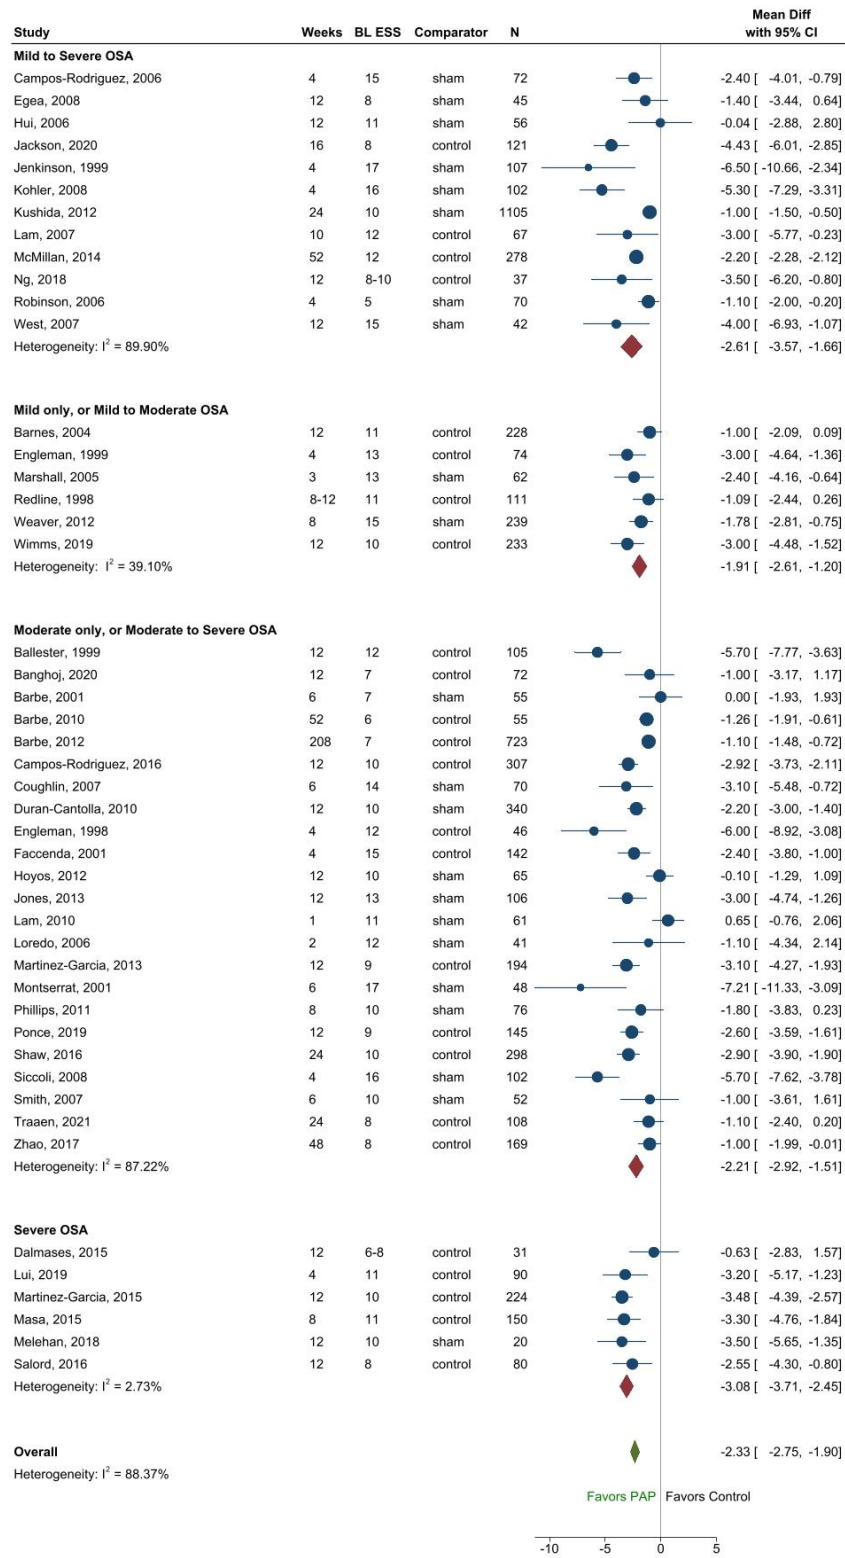 Mean Diff
Study Weeks BL ESS Comparator N with 95% CI
Mild to Severe OSA
Campos-Rodriguez, 2006 4 15 sham 72 -2.40 [ -4.01, -0.79]
Egea, 2008 12 8 sham 45 -1.40 [ -3.44, 0.64]
Hui, 2006 12 11 sham 56 -0.04 [ -2.88, 2.80]
Jackson, 2020 16 8 control 121 -4.43 [ -6.01, -2.85]
Jenkinson, 1999 4 17 sham 107 -6.50 [ -10.66, -2.34]
Kohler, 2008 4 16 sham 102 -5.30 [ -7.29, -3.31]
Kushida, 2012 24 10 sham 1105 -1.00 [ -1.50, -0.50]
Lam, 2007 10 12 control 67 -3.00 [ -5.77, -0.23]
McMillan, 2014 52 12 control 278 -2.20 [ -2.28, -2.12]
Ng, 2018 12 8-10 control 37 -3.50 [ -6.20, -0.80]
Robinson, 2006 4 5 sham 70 -1.10 [ -2.00, -0.20]
West, 2007 12 15 sham 42 -4.00 [ -6.93, -1.07]
Heterogeneity: I² = 89.90% -2.61 [ -3.57, -1.66]
Mild only, or Mild to Moderate OSA
Barnes, 2004 12 11 control 228 -1.00 [ -2.09, 0.09]
Engleman, 1999 4 13 control 74 -3.00 [ -4.64, -1.36]
Marshall, 2005 3 13 sham 62 -2.40 [ -4.16, -0.64]
Redline, 1998 8-12 11 control 111 -1.09 [ -2.44, 0.26]
Weaver, 2012 8 15 sham 239 -1.78 [ -2.81, -0.75]
Wimms, 2019 12 10 control 233 -3.00 [ -4.48, -1.52]
Heterogeneity: I² = 39.10% -1.91 [ -2.61, -1.20]
Moderate only, or Moderate to Severe OSA
Ballester, 1999 12 12 control 105 -5.70 [ -7.77, -3.63]
Banghoj, 2020 12 7 control 72 -1.00 [ -3.17, 1.17]
Barbe, 2001 6 7 sham 55 0.00 [ -1.93, 1.93]
Barbe, 2010 52 6 control 55 -1.26 [ -1.91, -0.61]
Barbe, 2012 208 7 control 723 -1.10 [ -1.48, -0.72]
Campos-Rodriguez, 2016 12 10 control 307 -2.92 [ -3.73, -2.11]
Coughlin, 2007 6 14 sham 70 -3.10 [ -5.48, -0.72]
Duran-Cantolla, 2010 12 10 sham 340 -2.20 [ -3.00, -1.40]
Engleman, 1998 4 12 control 46 -6.00 [ -8.92, -3.08]
Faccenda, 2001 4 15 control 142 -2.40 [ -3.80, -1.00]
Hoyos, 2012 12 10 sham 65 -0.10 [ -1.29, 1.09]
Jones, 2013 12 13 sham 106 -3.00 [ -4.74, -1.26]
Lam, 2010 1 11 sham 61 0.65 [ -0.76, 2.06]
Loredo, 2006 2 12 sham 41 -1.10 [ -4.34, 2.14]
Martinez-Garcia, 2013 12 9 control 194 -3.10 [ -4.27, -1.93]
Montserrat, 2001 6 17 sham 48 -7.21 [ -11.33, -3.09]
Phillips, 2011 8 10 sham 76 -1.80 [ -3.83, 0.23]
Ponce, 2019 12 9 control 145 -2.60 [ -3.59, -1.61]
Shaw, 2016 24 10 control 298 -2.90 [ -3.90, -1.90]
Siccoli, 2008 4 16 sham 102 -5.70 [ -7.62, -3.78]
Smith, 2007 6 10 sham 52 -1.00 [ -3.61, 1.61]
Traaen, 2021 24 8 control 108 -1.10 [ -2.40, 0.20]
Zhao, 2017 48 8 control 169 -1.00 [ -1.99, -0.01]
Heterogeneity: I² = 87.22% -2.21 [ -2.92, -1.51]
Severe OSA
Dalmases, 2015 12 6-8 control 31 -0.63 [ -2.83, 1.57]
Lui, 2019 4 11 control 90 -3.20 [ -5.17, -1.23]
Martinez-Garcia, 2015 12 10 control 224 -3.48 [ -4.39, -2.57]
Masa, 2015 8 11 control 150 -3.30 [ -4.76, -1.84]
Melehan, 2018 12 10 sham 20 -3.50 [ -5.65, -1.35]
Salord, 2016 12 8 control 80 -2.55 [ -4.30, -0.80]
Heterogeneity: I² = 2.73% -3.08 [ -3.71, -2.45]
Overall -2.33 [ -2.75, -1.90]
Heterogeneity: I² = 88.37%
Favors PAP Favors Control
-10 -5 0 5